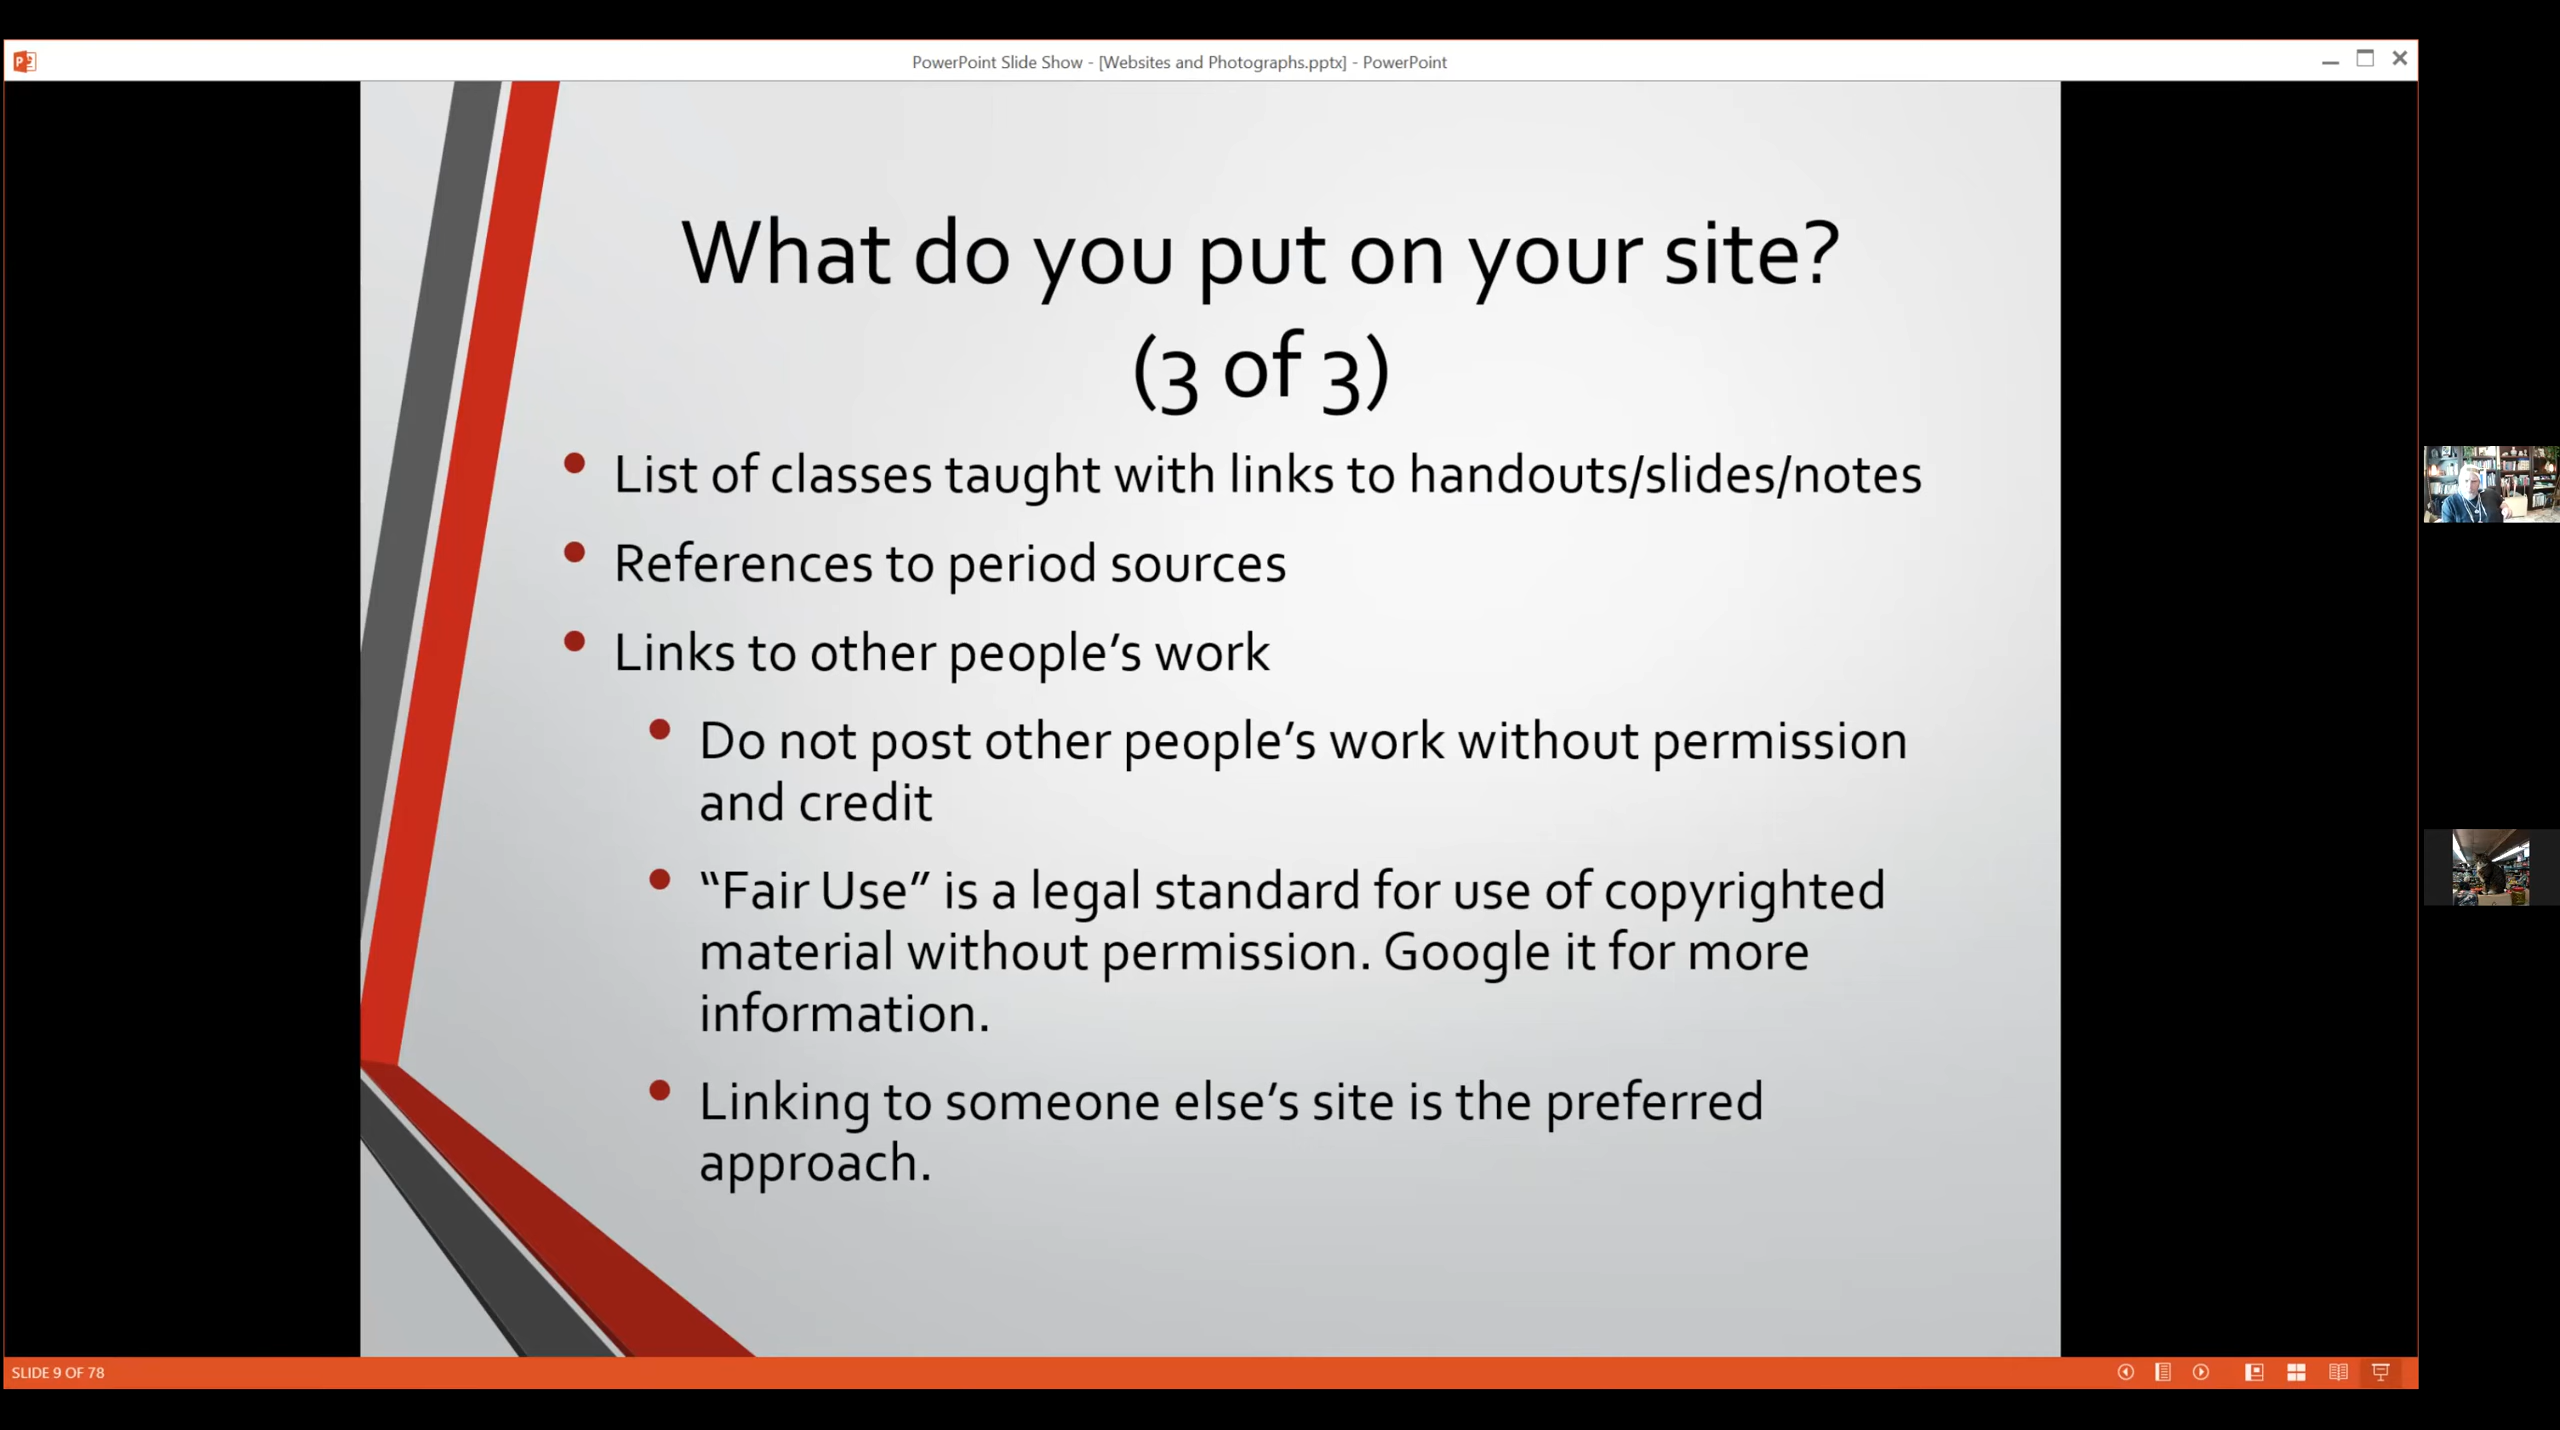 PowerPoint Slide Show - [Websites and Photographs.pptx] - PowerPoint
What do you put on your site?
(3 of 3)
List of classes taught with links to handouts/slides/notes
References to period sources
Links to other people’s work
Do not post other people’s work without permission
and credit
“Fair Use” is a legal standard for use of copyrighted
material without permission. Google it for more
information.
Linking to someone else’s site is the preferred
approach.
SLIDE 9 OF 78